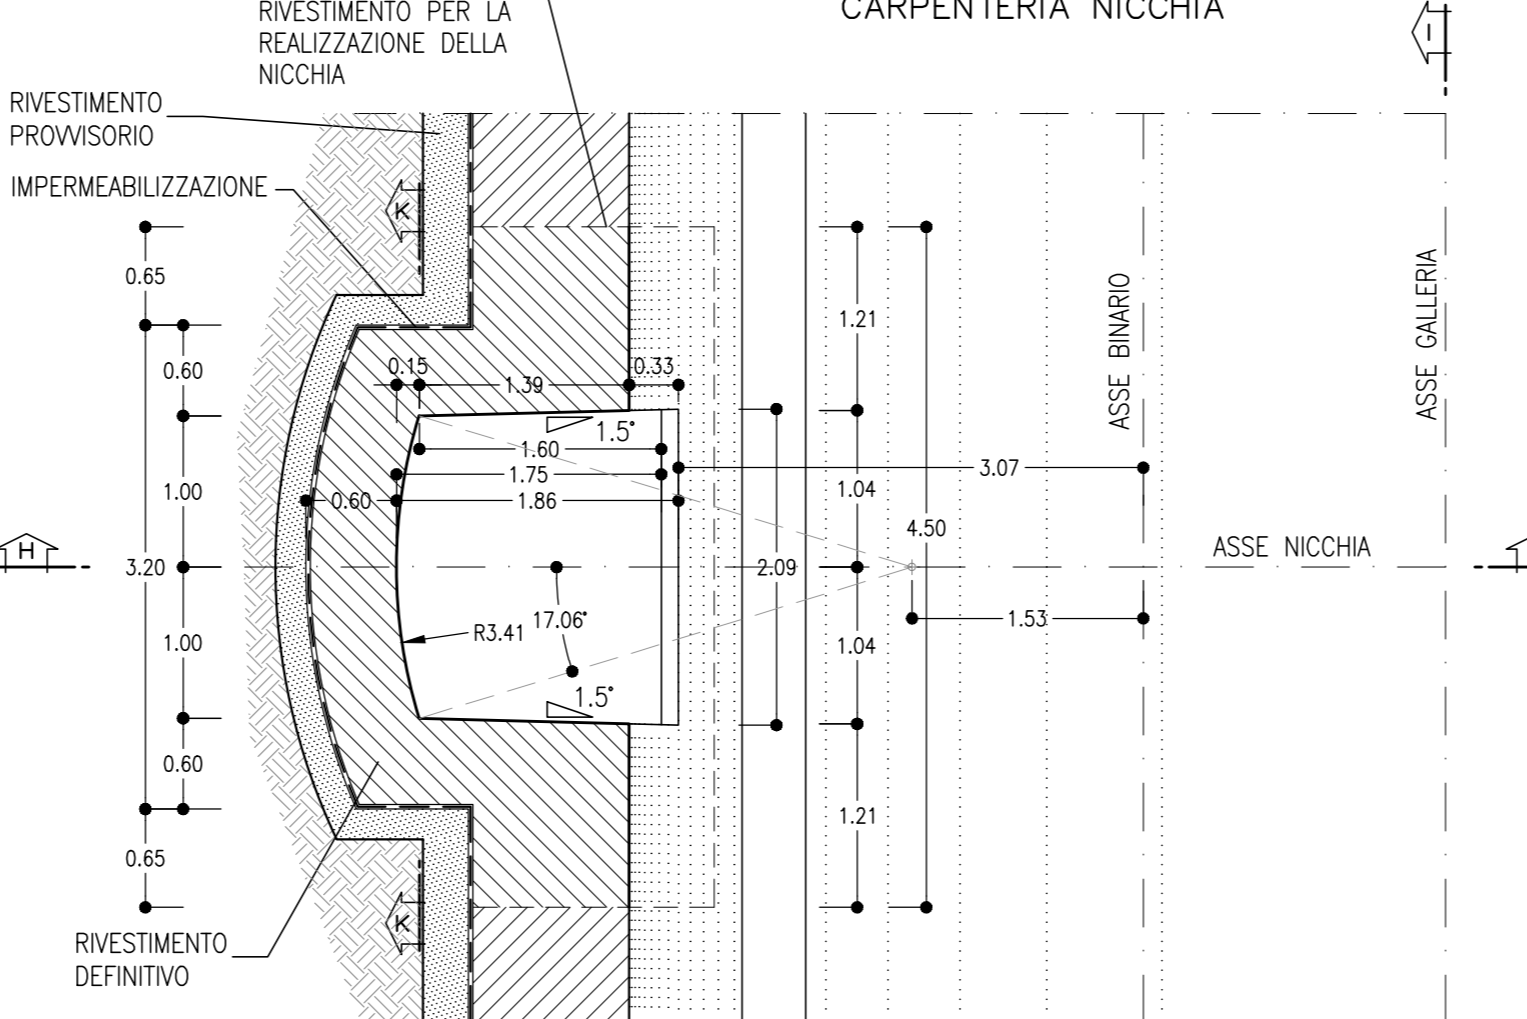 RIVESTIMENTO PER LA
REALIZZAZIONE DELLA
NICCHIA
CARPENTERIA NICCHIA
I
RIVESTIMENTO
PROVVISORIO
IMPERMEABILIZZAZIONE
K
0.65
0.60
1.00
3.20
1.00
0.60
0.65
0.15
1.39
0.33
1.5°
1.60
1.75
0.60
1.86
17.06°
R3.41
1.5°
2.09
1.21
1.04
1.04
1.21
4.50
3.07
1.53
ASSE BINARIO
ASSE GALLERIA
ASSE NICCHIA
H
K
RIVESTIMENTO
DEFINITIVO